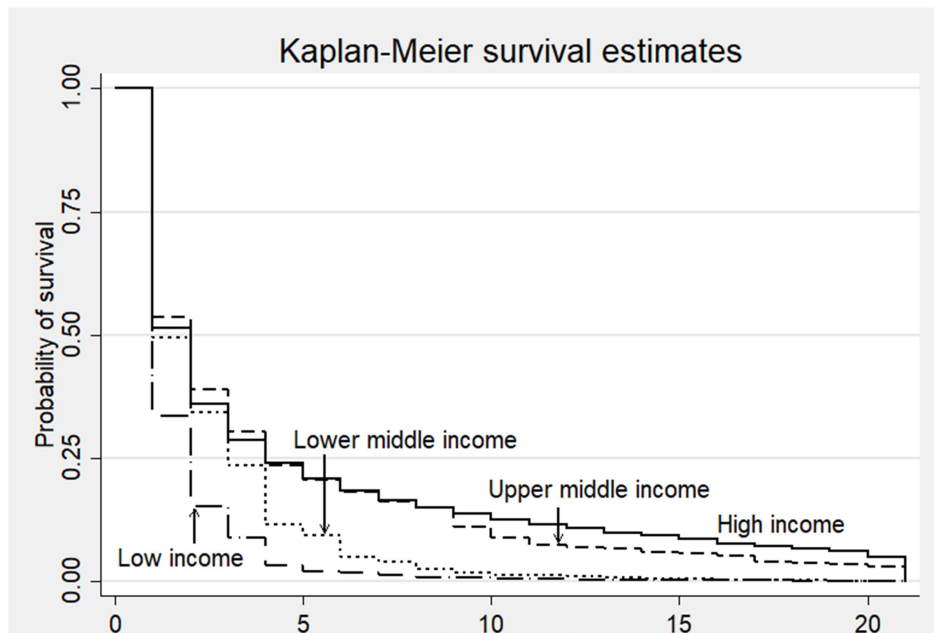 Kaplan-Meier survival estimates
Probability of survival
1.00
0.75
0.50
0.25
0.00
Lower middle income
Upper middle income
High income
Low income
0 5 10 15 20